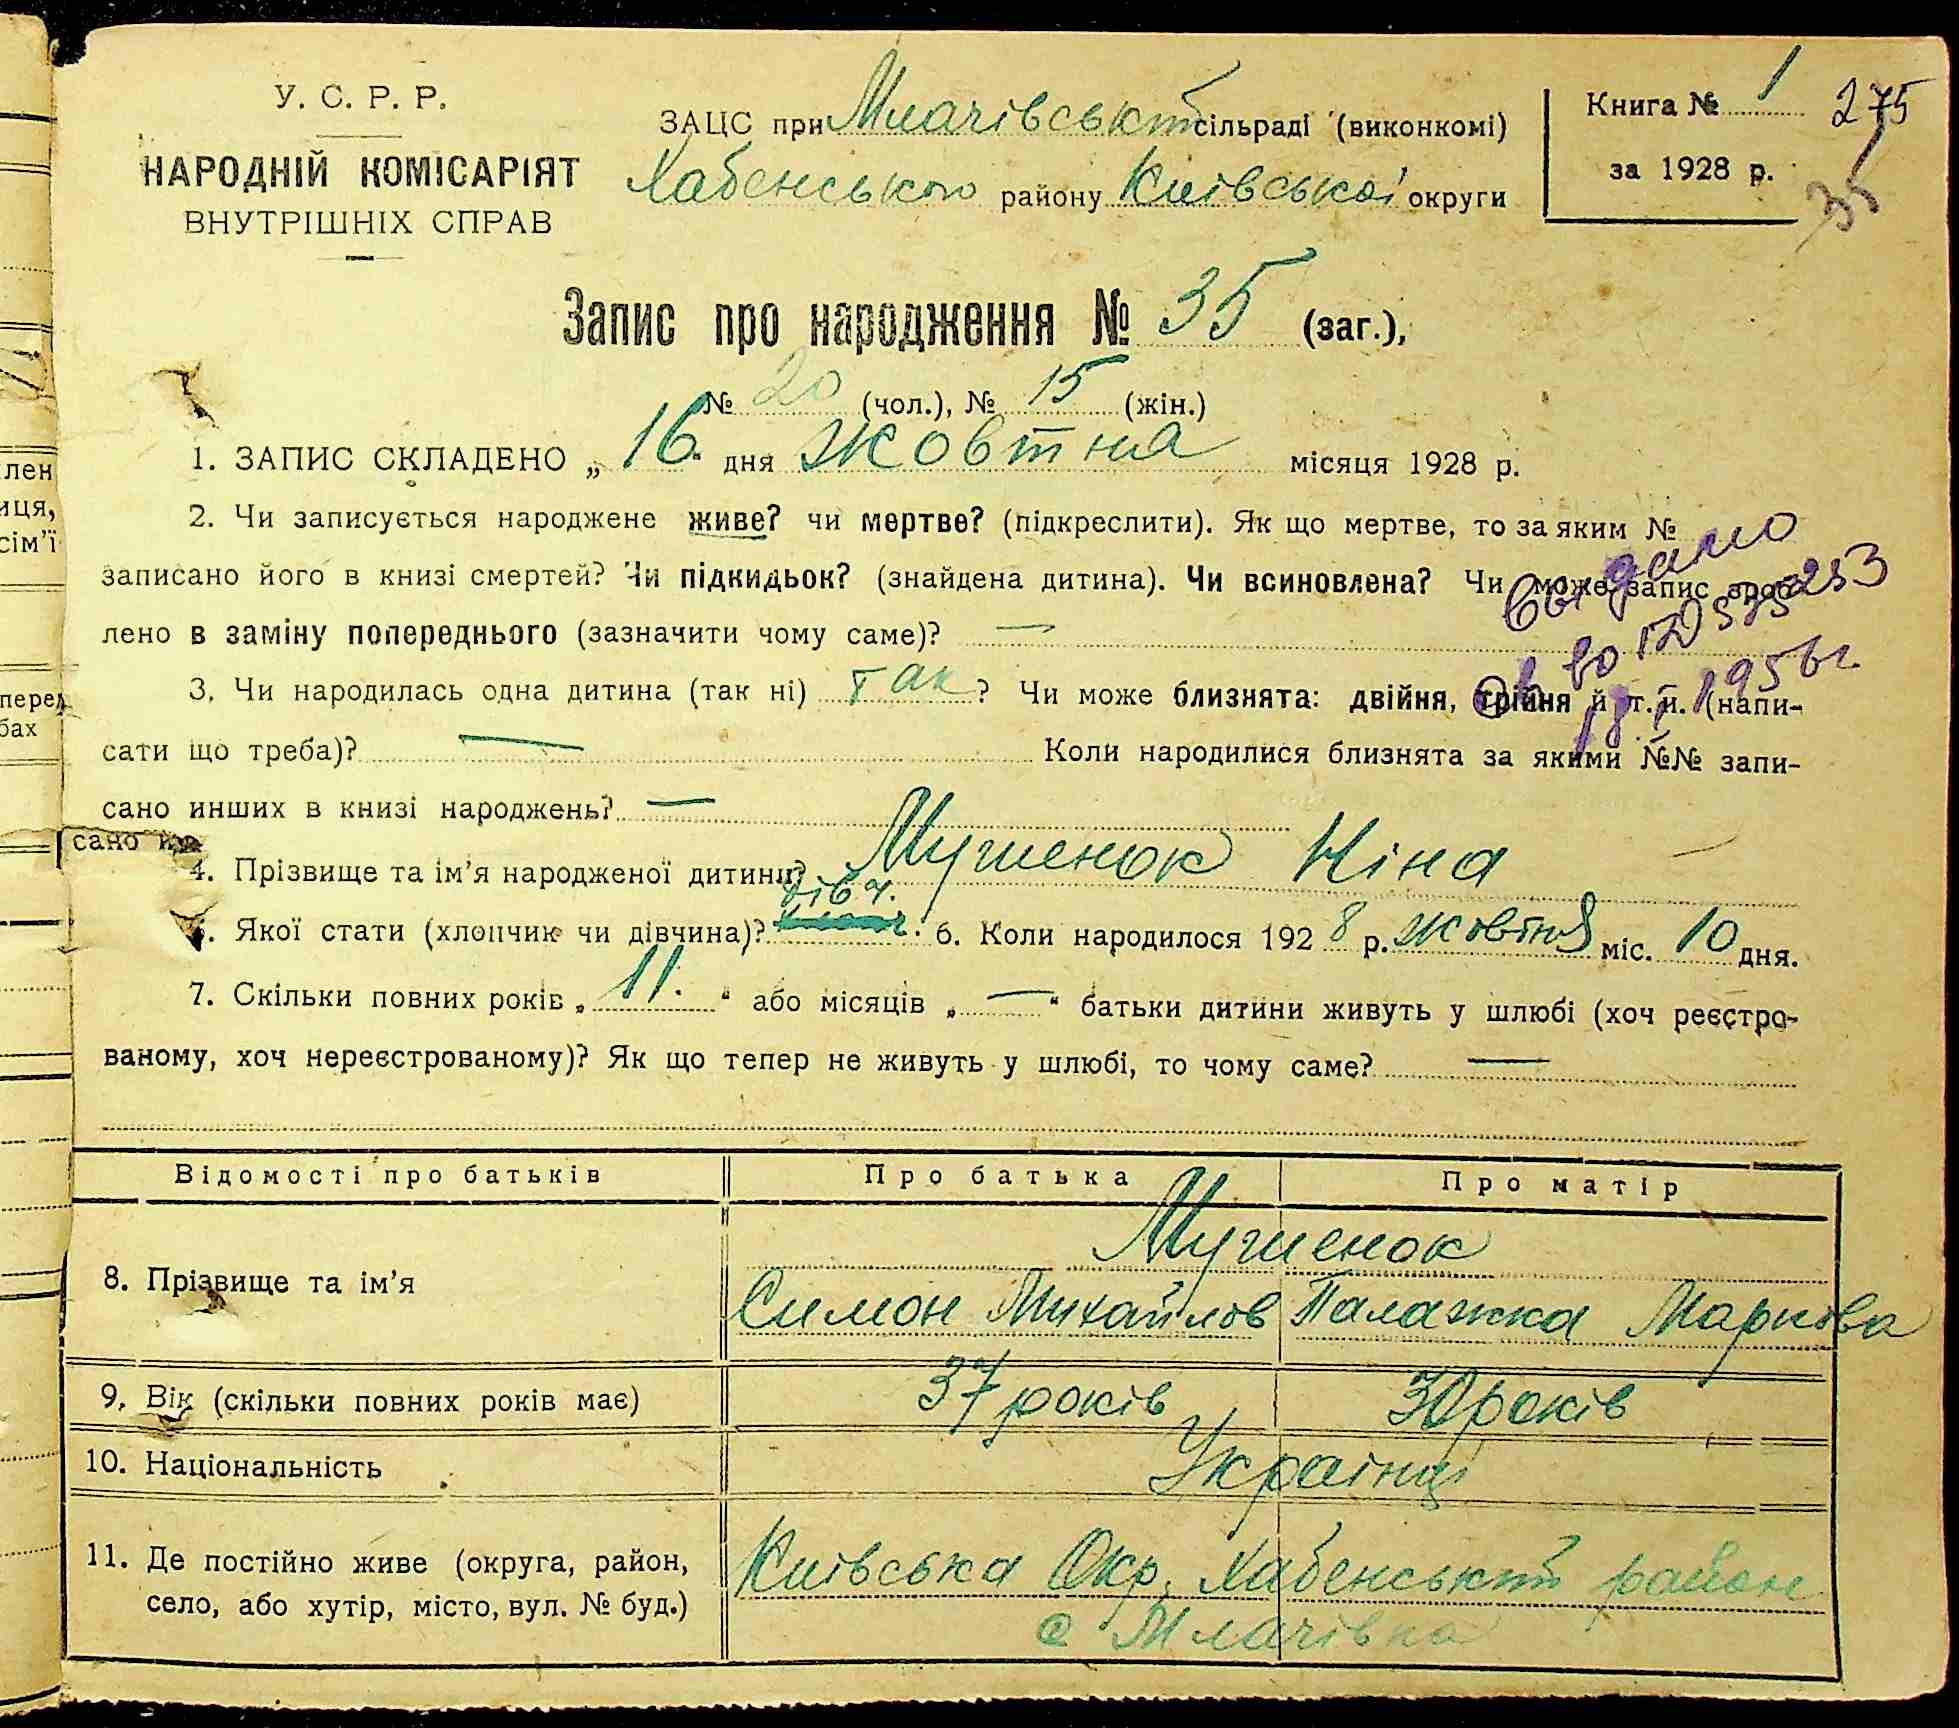 лен
иця,
сім'ї
перед
бах
У. С. Р. Р.
НАРОДНІЙ КОМІСАРІЯТ
ВНУТРІШНІХ СПРАВ
ЗАЦС при Млачівській сільраді (виконкомі)
Хабенського району Київської округи
Книга № 1
за 1928 р.
275
35
Запис про народження № 35 (заг.),
№ 20 (чол.), № 15 (жін.)
1. ЗАПИС СКЛАДЕНО „ 16 “ дня жовтня місяця 1928 р.
2. Чи записується народжене живе? чи мертве? (підкреслити). Як що мертве, то за яким №
записано його в книзі смертей? Чи підкидьок? (знайдена дитина). Чи всиновлена? Чи може запис зроб-
лено в заміну попереднього (зазначити чому саме)? —
3. Чи народилась одна дитина (так ні) так ? Чи може близнята: двійня, трійня й т. и. (напи-
сати що треба)? — Коли народилися близнята за якими №№ запи-
сано инших в книзі народжень? —
сано и
4. Прізвище та ім'я народженої дитини? Мушенок Ніна
дівч.
5. Якої стати (хлопчик чи дівчина)? 6. Коли народилося 1928 р. жовтня міс. 10 дня.
7. Скільки повних років „ 11. “ або місяців „ — “ батьки дитини живуть у шлюбі (хоч реєстро-
ваному, хоч нереєстрованому)? Як що тепер не живуть у шлюбі, то чому саме? —
Выдано
1956г
Відомості про батьків Про батька Про матір
Мушенок
8. Прізвище та ім'я Симон Михайлов Палажка Маркова
9. Вік (скільки повних років має) 37 років 30 років
10. Національність Українці
11. Де постійно живе (округа, район, Київська Окр. Хабенський район
село, або хутір, місто, вул. № буд.) с Млачівка